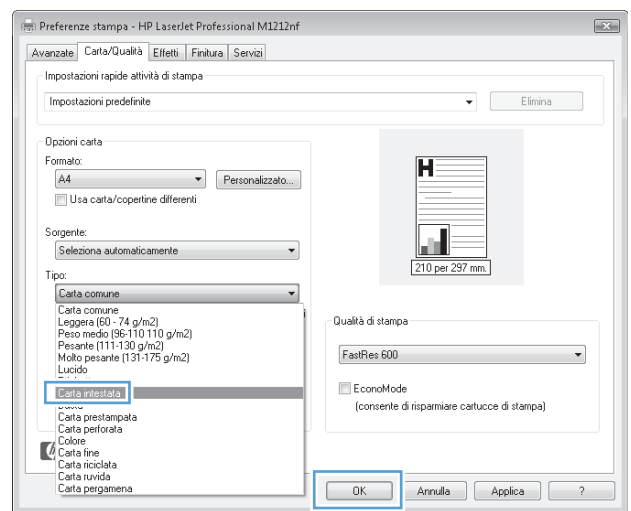 Preferenze stampa - HP LaserJet Professional M1212nf
Avanzate Carta/Qualità Effetti Finitura Servizi
Impostazioni rapide attività di stampa
Impostazioni predefinite
Elimina
Opzioni carta
Formato:
A4
Personalizzato...
Usa carta/copertine differenti
Sorgente:
Seleziona automaticamente
Tipo:
Carta comune
Carta comune
Leggera (60 - 74 g/m2)
Peso medio (96-110 110 g/m2)
Pesante (111-130 g/m2)
Molto pesante (131-175 g/m2)
Lucido
Carta intestata
Carta prestampata
Carta perforata
Colore
Carta fine
Carta riciclata
Carta ruvida
Carta pergamena
H
210 per 297 mm.
Qualità di stampa
FastRes 600
EconoMode
(consente di risparmiare cartucce di stampa)
OK Annulla Applica ?